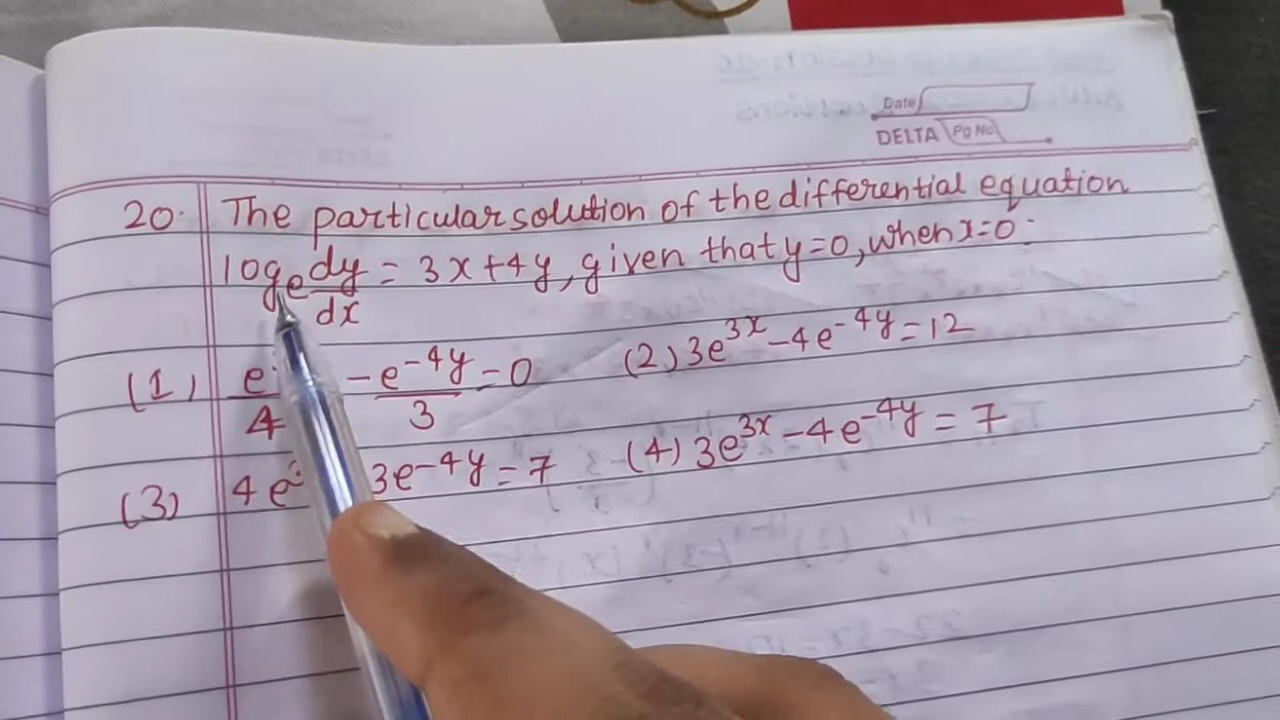 Date
DELTA Pg No
20. The particular solution of the differential equation
log e dy/dx = 3x+4y, given that y=0, when x=0.
(1) e 4 - e^-4y/3 = 0 (2) 3e^3x - 4e^-4y = 12
(3) 4e 3e^-4y = 7 (4) 3e^3x - 4e^-4y = 7